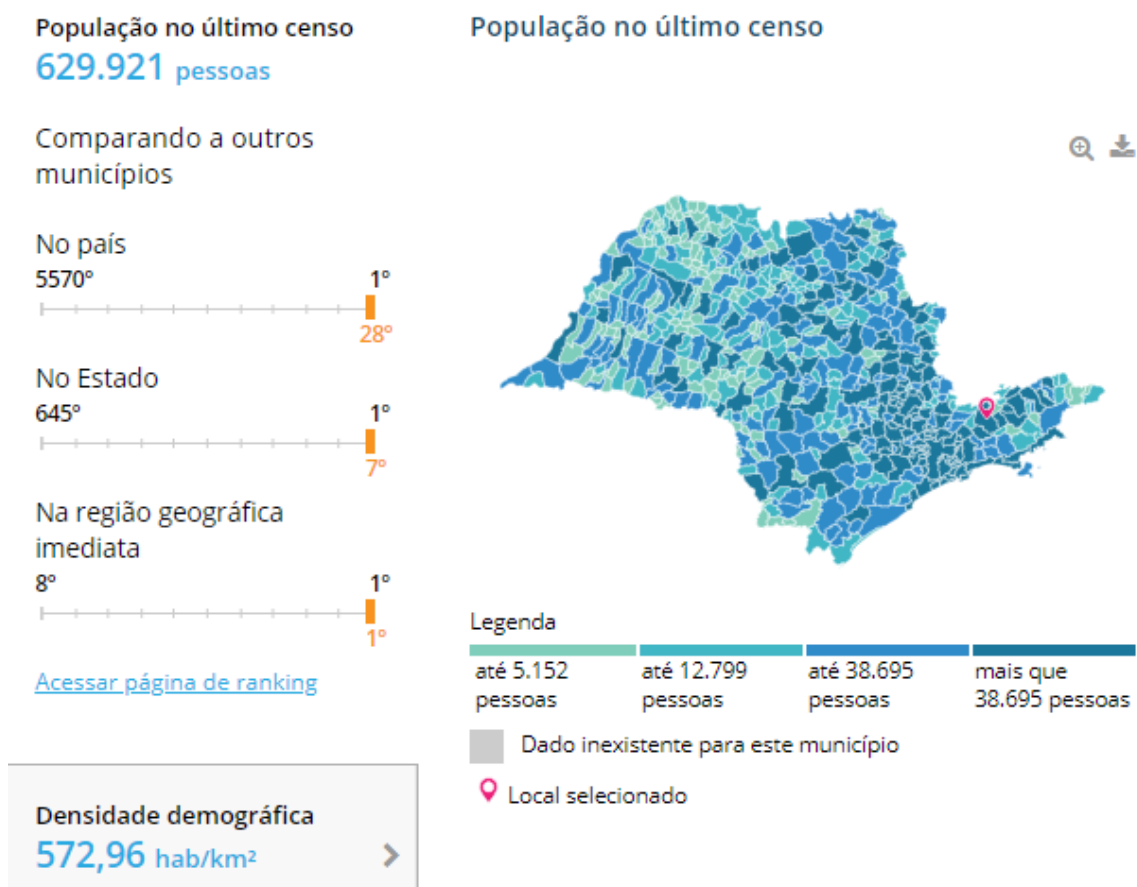 População no último censo
629.921 pessoas
Comparando a outros
municípios
No país
5570º 1º
28º
No Estado
645º 1º
7º
Na região geográfica
imediata
8º 1º
1º
Acessar página de ranking
Densidade demográfica
572,96 hab/km²
População no último censo
Legenda
até 5.152
pessoas
até 12.799
pessoas
até 38.695
pessoas
mais que
38.695 pessoas
Dado inexistente para este município
Local selecionado